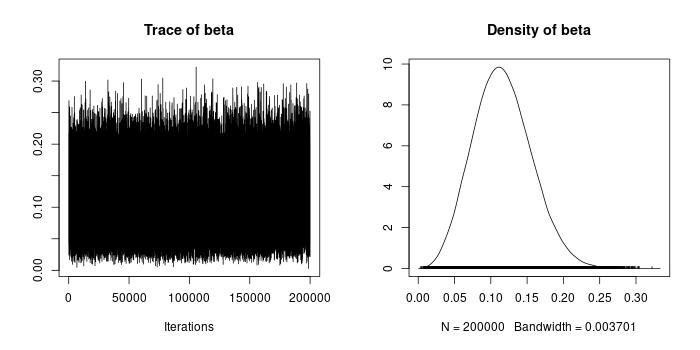 Trace of beta
0.30
0.20
0.10
0.00
0 50000 100000 150000 200000
Iterations
Density of beta
10
8
6
4
2
0
0.00 0.05 0.10 0.15 0.20 0.25 0.30
N = 200000 Bandwidth = 0.003701